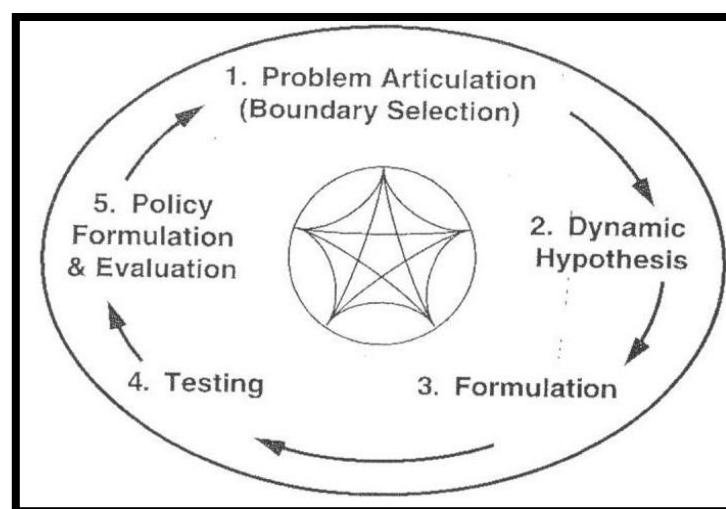 1. Problem Articulation
(Boundary Selection)
2. Dynamic
Hypothesis
3. Formulation
4. Testing
5. Policy
Formulation
& Evaluation